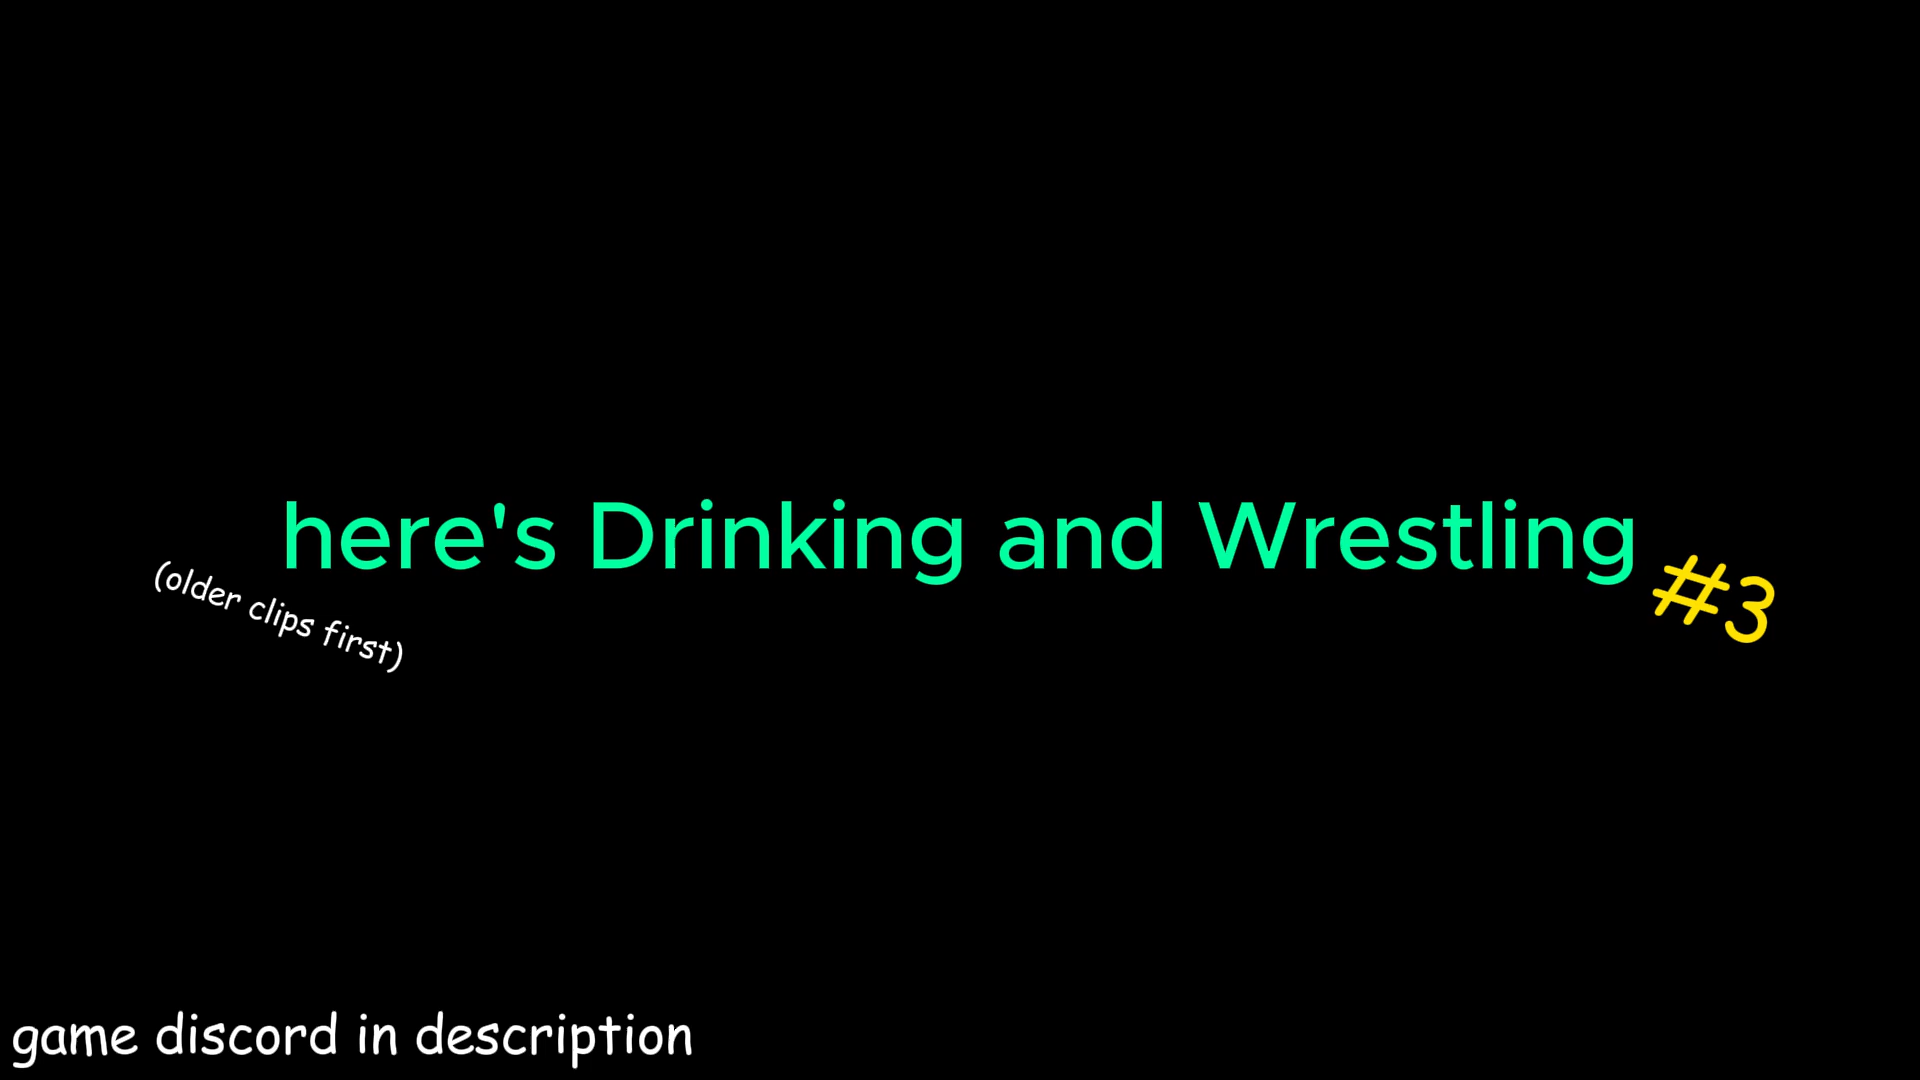 here's Drinking and Wrestling
#3
(older clips first)
game discord in description